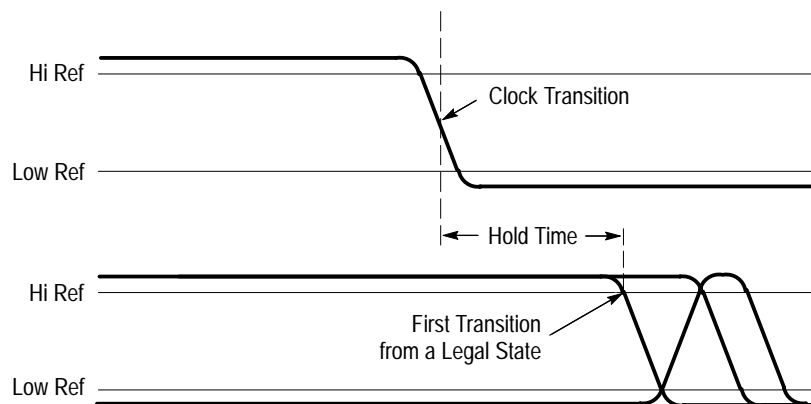 Hi Ref
Clock Transition
Low Ref
Hold Time
Hi Ref
First Transition
from a Legal State
Low Ref